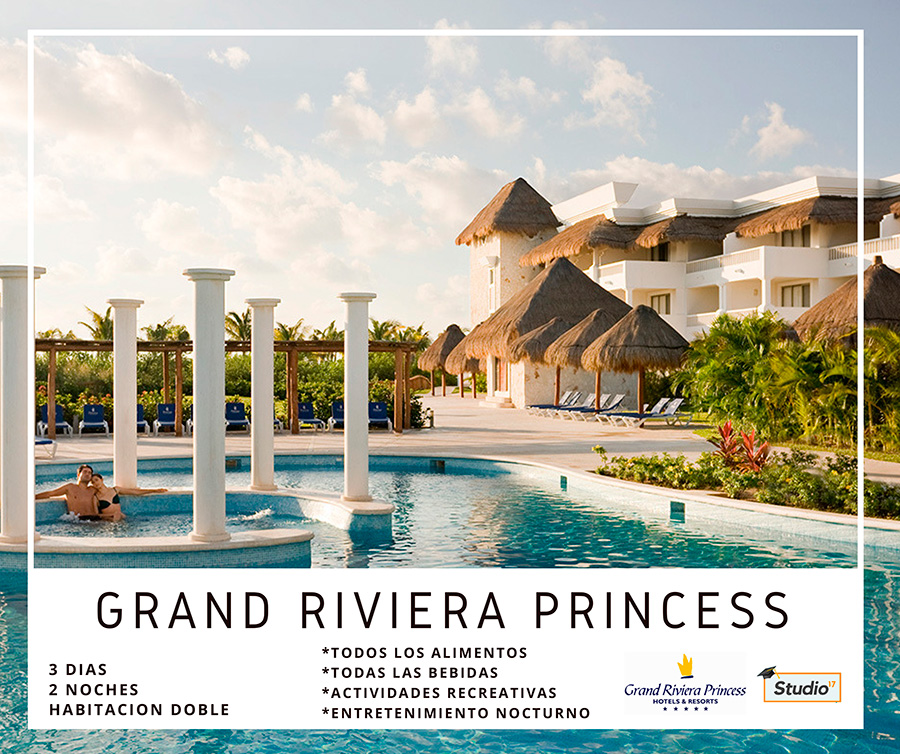 GRAND RIVIERA PRINCESS
3 DIAS
2 NOCHES
HABITACION DOBLE
*TODOS LOS ALIMENTOS
*TODAS LAS BEBIDAS
*ACTIVIDADES RECREATIVAS
*ENTRETENIMIENTO NOCTURNO
Grand Riviera Princess
HOTELS & RESORTS
Studio17